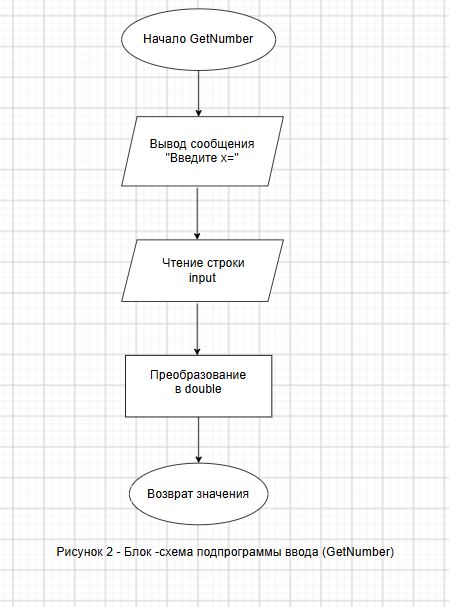 Начало GetNumber
Вывод сообщения
"Введите x="
Чтение строки
input
Преобразование
в double
Возврат значения
Рисунок 2 - Блок -схема подпрограммы ввода (GetNumber)